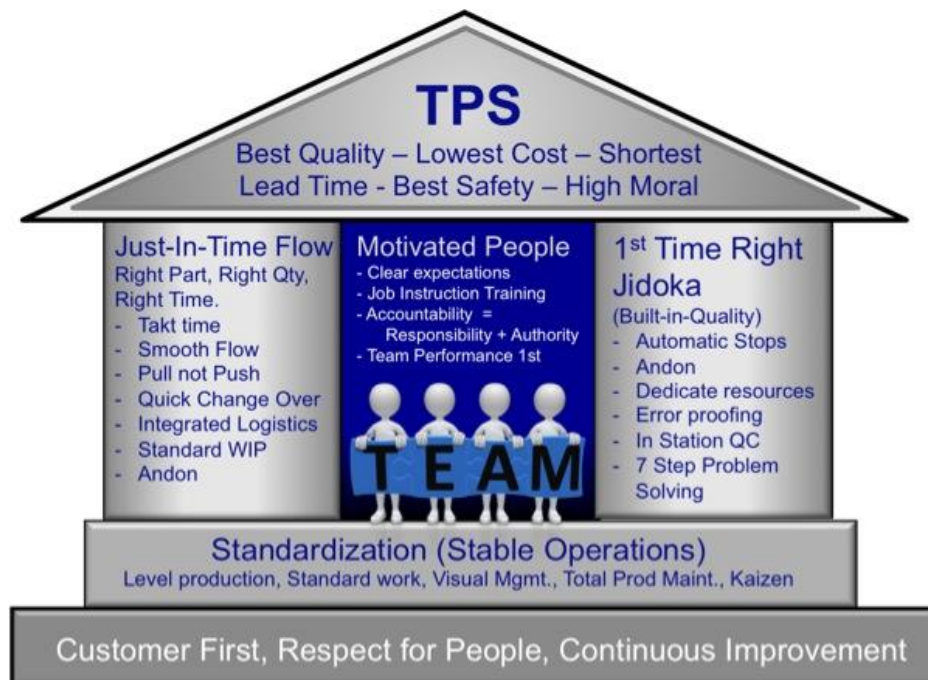 TPS
Best Quality – Lowest Cost – Shortest
Lead Time - Best Safety – High Moral
Just-In-Time Flow
Right Part, Right Qty,
Right Time.
- Takt time
- Smooth Flow
- Pull not Push
- Quick Change Over
- Integrated Logistics
- Standard WIP
- Andon
Motivated People
- Clear expectations
- Job Instruction Training
- Accountability =
Responsibility + Authority
- Team Performance 1st
TEAM
1st Time Right
Jidoka
(Built-in-Quality)
- Automatic Stops
- Andon
- Dedicate resources
- Error proofing
- In Station QC
- 7 Step Problem
Solving
Standardization (Stable Operations)
Level production, Standard work, Visual Mgmt., Total Prod Maint., Kaizen
Customer First, Respect for People, Continuous Improvement